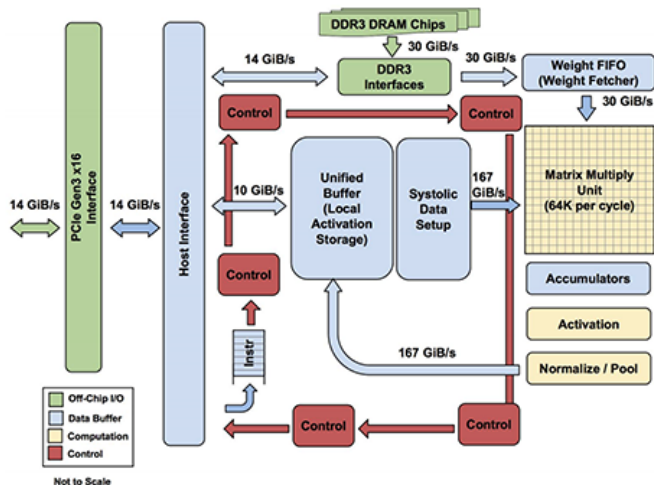 DDR3 DRAM Chips
30 GiB/s
14 GiB/s
30 GiB/s
DDR3
Interfaces
Weight FIFO
(Weight Fetcher)
30 GiB/s
Control
Control
14 GiB/s
PCIe Gen3 x16
Interface
14 GiB/s
Host Interface
10 GiB/s
Unified
Buffer
(Local
Activation
Storage)
Systolic
Data
Setup
167
GiB/s
Matrix Multiply
Unit
(64K per cycle)
Control
Accumulators
Activation
Instr
167 GiB/s
Normalize / Pool
Off-Chip I/O
Data Buffer
Computation
Control
Control
Control
Not to Scale